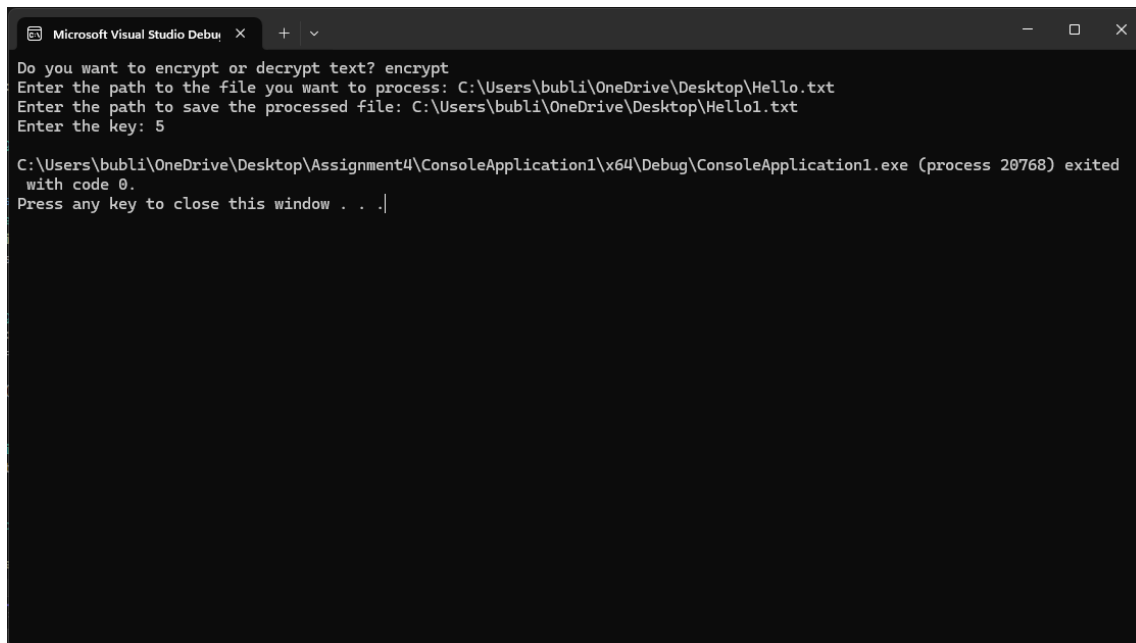 Microsoft Visual Studio Debu
Do you want to encrypt or decrypt text? encrypt
Enter the path to the file you want to process: C:\Users\bubli\OneDrive\Desktop\Hello.txt
Enter the path to save the processed file: C:\Users\bubli\OneDrive\Desktop\Hello1.txt
Enter the key: 5
C:\Users\bubli\OneDrive\Desktop\Assignment4\ConsoleApplication1\x64\Debug\ConsoleApplication1.exe (process 20768) exited
with code 0.
Press any key to close this window . . .